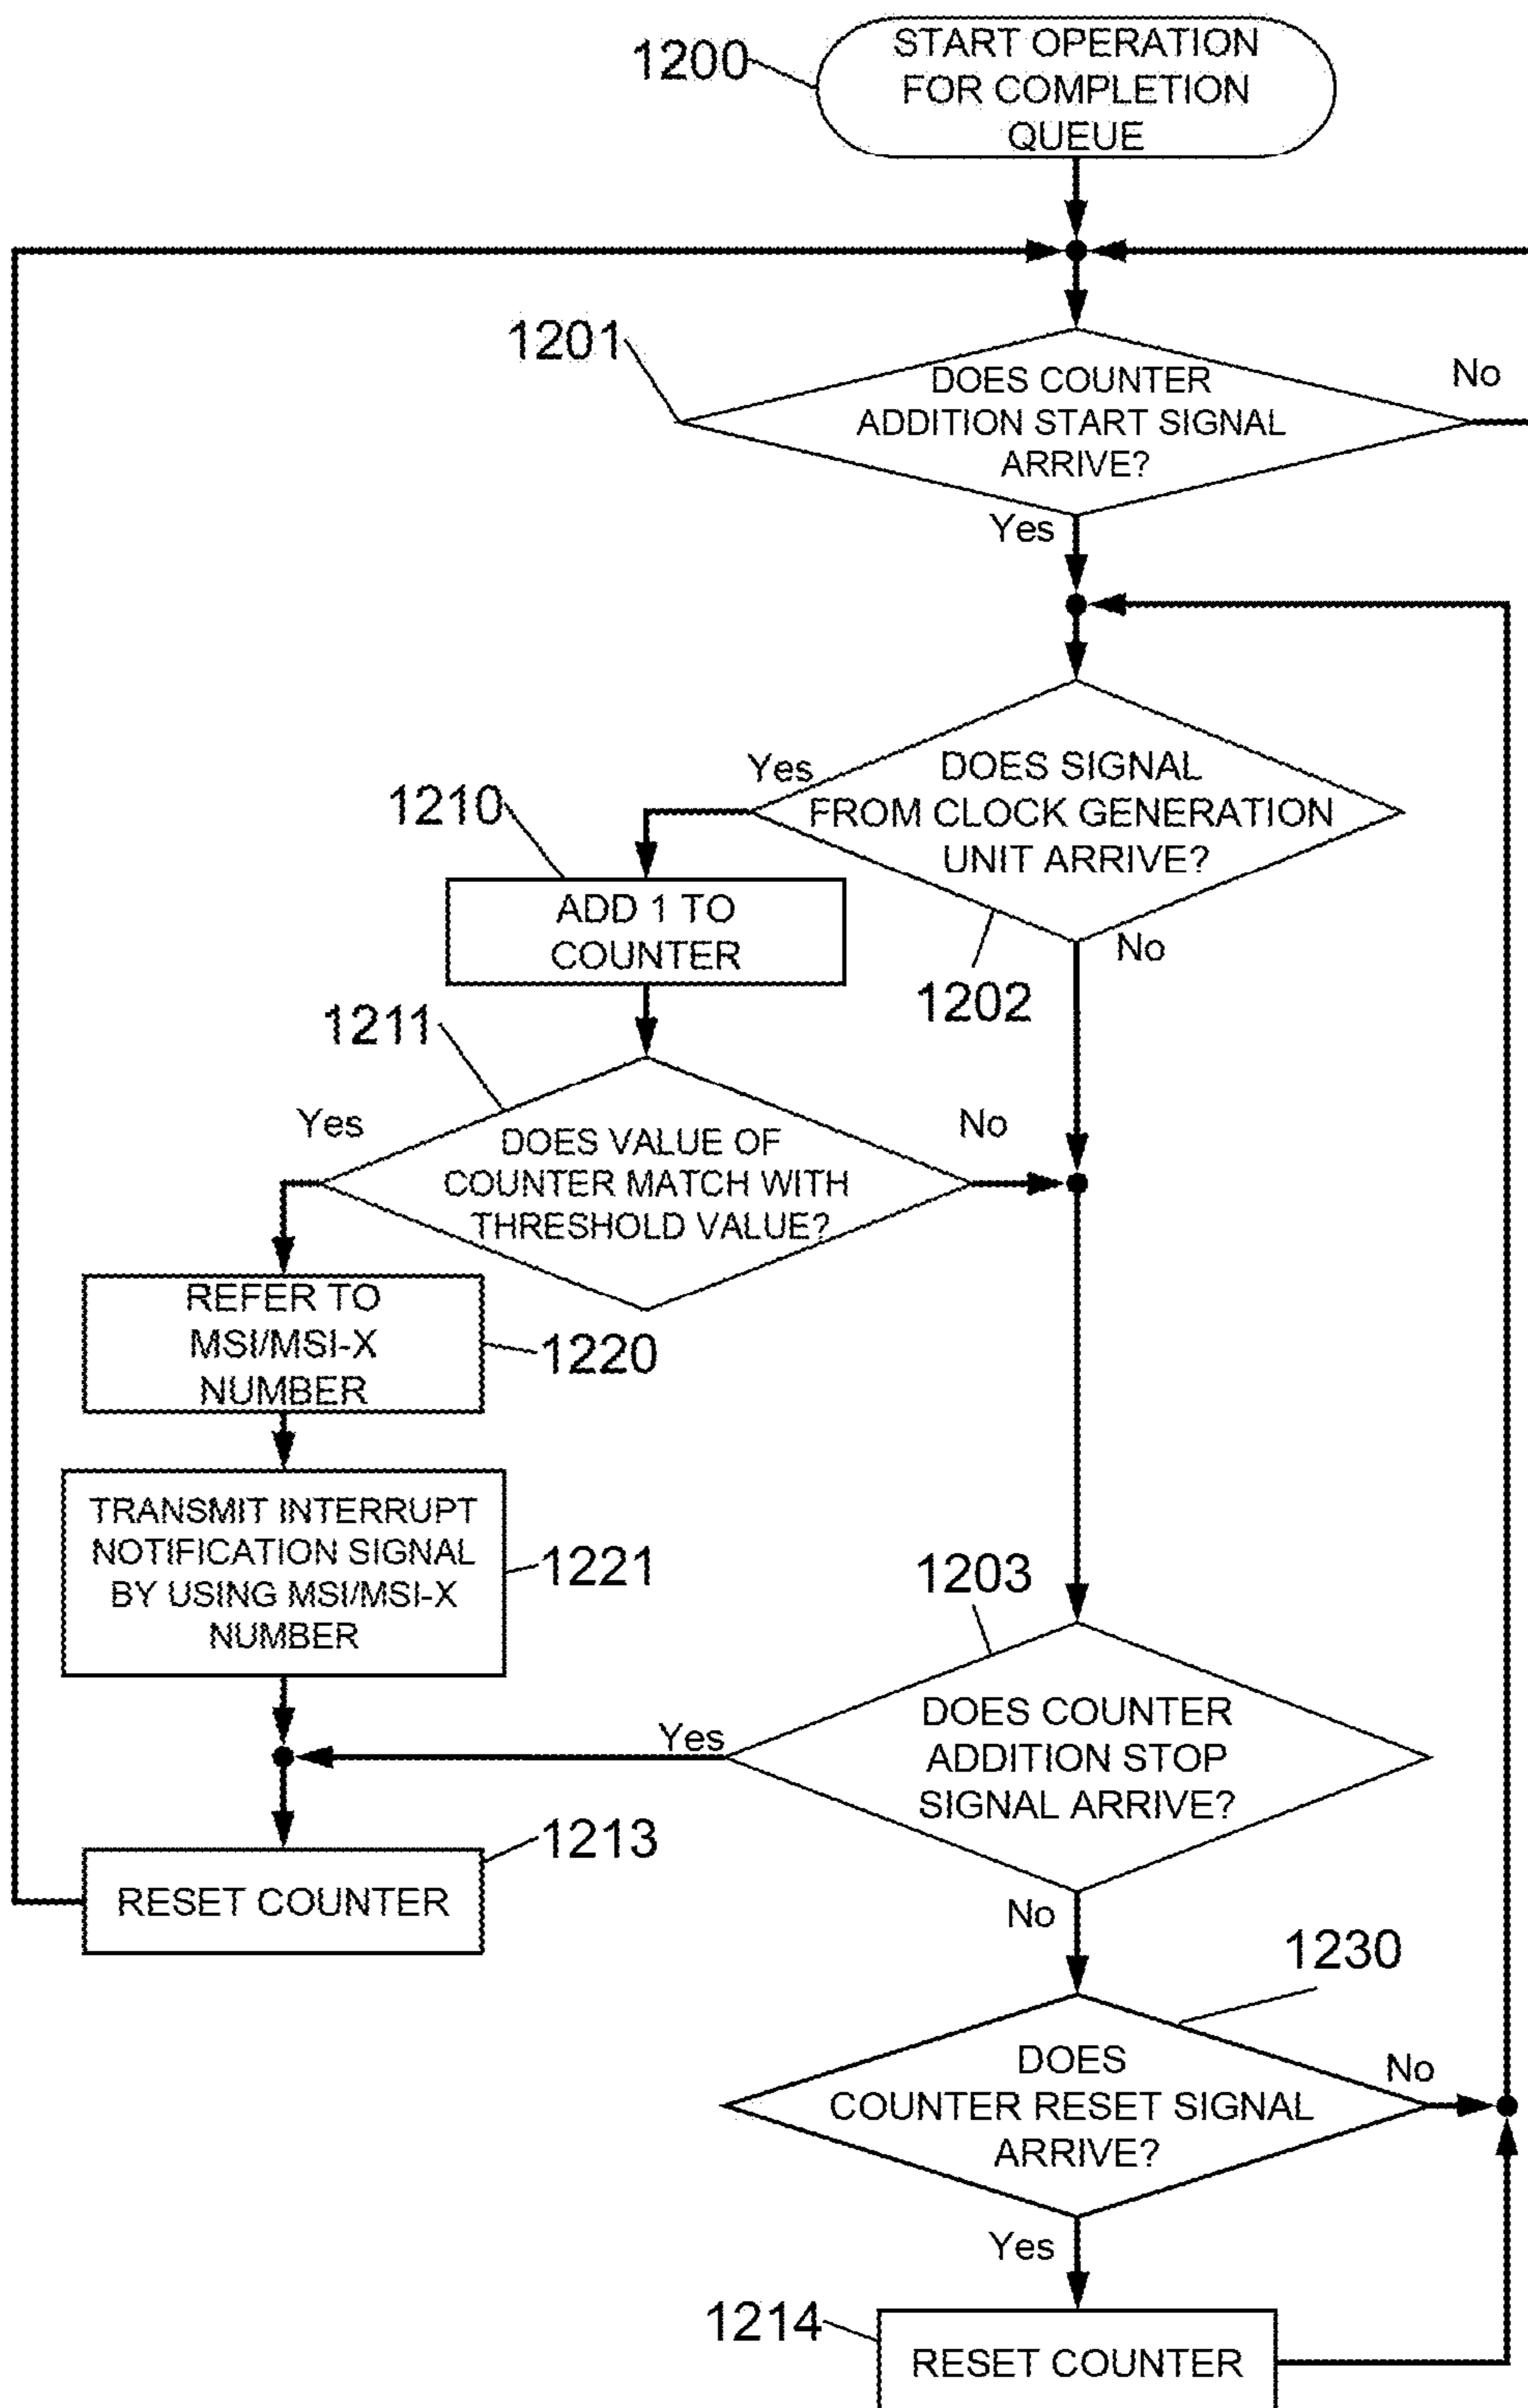 1200
START OPERATION
FOR COMPLETION
QUEUE
1201
DOES COUNTER
ADDITION START SIGNAL
ARRIVE?
No
Yes
DOES SIGNAL
FROM CLOCK GENERATION
UNIT ARRIVE?
Yes
1202
No
1210
ADD 1 TO
COUNTER
1211
Yes
DOES VALUE OF
COUNTER MATCH WITH
THRESHOLD VALUE?
No
REFER TO
MSI/MSI-X
NUMBER
1220
TRANSMIT INTERRUPT
NOTIFICATION SIGNAL
BY USING MSI/MSI-X
NUMBER
1221
1203
Yes
DOES COUNTER
ADDITION STOP
SIGNAL ARRIVE?
1213
RESET COUNTER
No
1230
DOES
COUNTER RESET SIGNAL
ARRIVE?
No
Yes
1214
RESET COUNTER